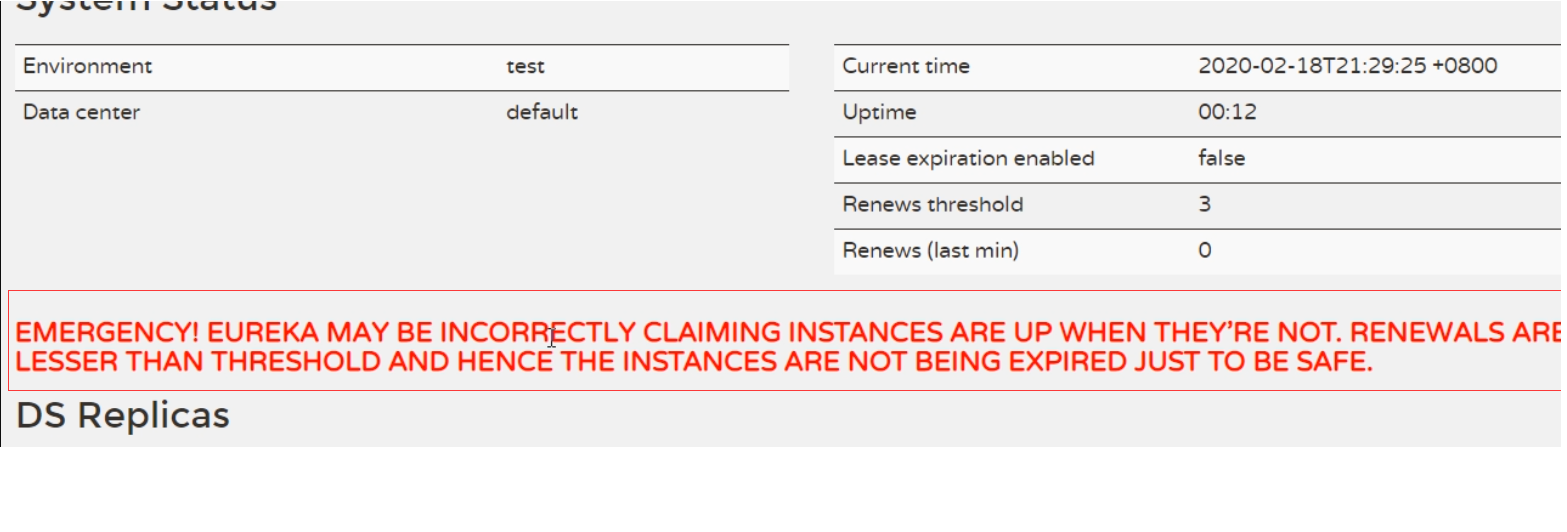 System Status
Environment test
Data center default
Current time 2020-02-18T21:29:25 +0800
Uptime 00:12
Lease expiration enabled false
Renews threshold 3
Renews (last min) 0
EMERGENCY! EUREKA MAY BE INCORRECTLY CLAIMING INSTANCES ARE UP WHEN THEY'RE NOT. RENEWALS ARE
LESSER THAN THRESHOLD AND HENCE THE INSTANCES ARE NOT BEING EXPIRED JUST TO BE SAFE.
DS Replicas